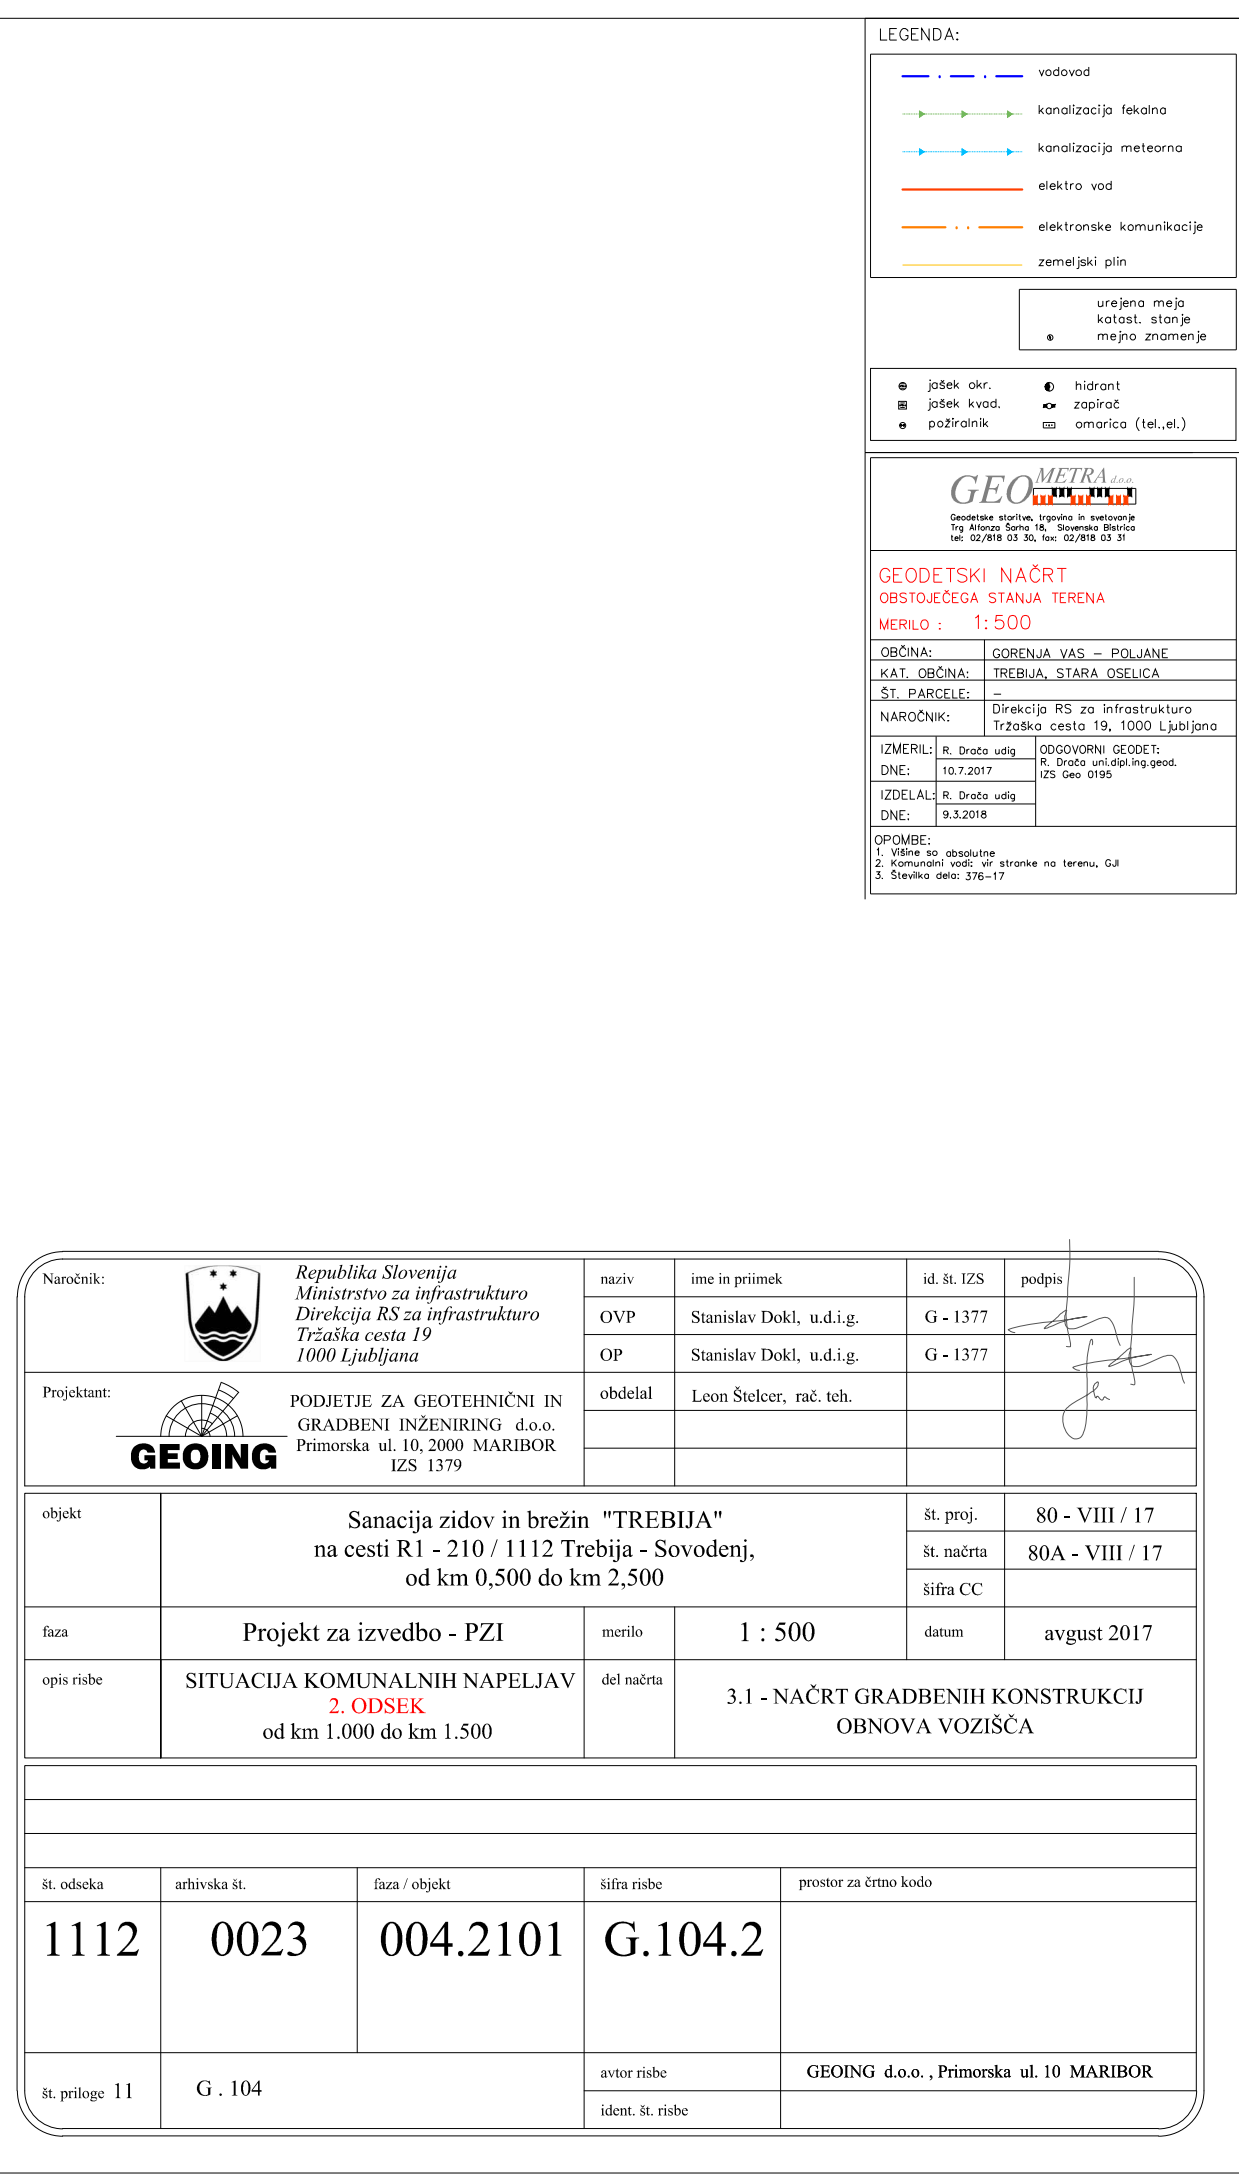 LEGENDA:
vodovod
kanalizacija fekalna
kanalizacija meteorna
elektro vod
elektronske komunikacije
zemeljski plin
urejena meja
katast. stanje
mejno znamenje
jašek okr.
hidrant
jašek kvad.
zapirač
požiralnik
omarica (tel.,el.)
GEOMETRA d.o.o.
Geodetske storitve, trgovina in svetovanje
Trg Alfonza Šarha 18, Slovenska Bistrica
tel: 02/818 03 30, fax: 02/818 03 31
GEODETSKI NAČRT
OBSTOJEČEGA STANJA TERENA
MERILO : 1:500
OBČINA: GORENJA VAS – POLJANE
KAT. OBČINA: TREBIJA, STARA OSELICA
ŠT. PARCELE: –
NAROČNIK: Direkcija RS za infrastrukturo
Tržaška cesta 19, 1000 Ljubljana
IZMERIL: R. Drača udig
DNE: 10.7.2017
ODGOVORNI GEODET:
R. Drača uni.dipl.ing.geod.
IZS Geo 0195
IZDELAL: R. Drača udig
DNE: 9.3.2018
OPOMBE:
1. Višine so absolutne
2. Komunalni vodi: vir stranke na terenu, GJI
3. Številka dela: 376–17
Naročnik:
Republika Slovenija
Ministrstvo za infrastrukturo
Direkcija RS za infrastrukturo
Tržaška cesta 19
1000 Ljubljana
naziv ime in priimek id. št. IZS podpis
OVP Stanislav Dokl, u.d.i.g. G - 1377
OP Stanislav Dokl, u.d.i.g. G - 1377
obdelal Leon Štelcer, rač. teh.
Projektant:
GEOING
PODJETJE ZA GEOTEHNIČNI IN
GRADBENI INŽENIRING d.o.o.
Primorska ul. 10, 2000 MARIBOR
IZS 1379
objekt
Sanacija zidov in brežin "TREBIJA"
na cesti R1 - 210 / 1112 Trebija - Sovodenj,
od km 0,500 do km 2,500
št. proj. 80 - VIII / 17
št. načrta 80A - VIII / 17
šifra CC
faza Projekt za izvedbo - PZI merilo 1 : 500 datum avgust 2017
opis risbe
SITUACIJA KOMUNALNIH NAPELJAV
2. ODSEK
od km 1.000 do km 1.500
del načrta
3.1 - NAČRT GRADBENIH KONSTRUKCIJ
OBNOVA VOZIŠČA
št. odseka arhivska št. faza / objekt šifra risbe prostor za črtno kodo
1112 0023 004.2101 G.104.2
št. priloge 11 G . 104
avtor risbe GEOING d.o.o. , Primorska ul. 10 MARIBOR
ident. št. risbe